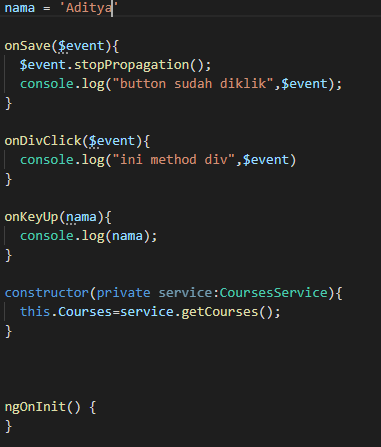 nama = 'Aditya'
onSave($event){
$event.stopPropagation();
console.log("button sudah diklik",$event);
}
onDivClick($event){
console.log("ini method div",$event)
}
onKeyUp(nama){
console.log(nama);
}
constructor(private service:CoursesService){
this.Courses=service.getCourses();
}
ngOnInit() {
}